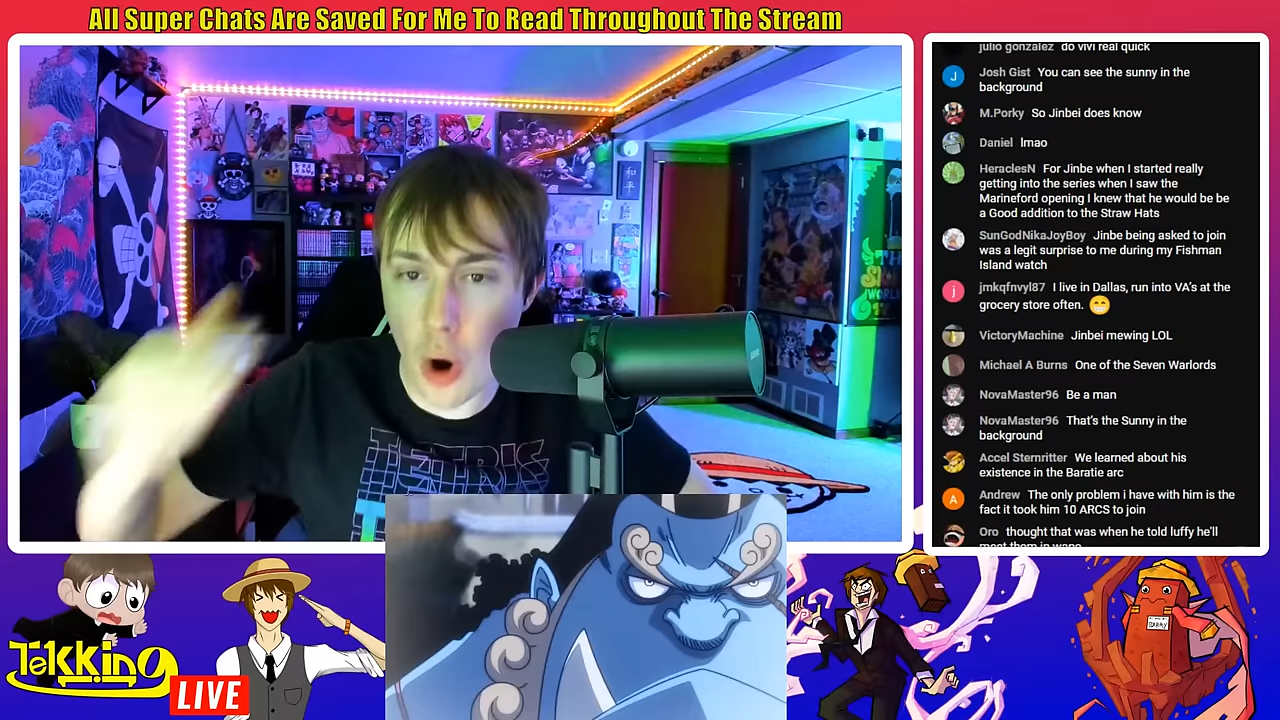 All Super Chats Are Saved For Me To Read Throughout The Stream
julio gonzalez do vivi real quick
J
Josh Gist You can see the sunny in the
background
M.Porky So Jinbei does know
Daniel lmao
HeraclesN For Jinbe when I started really
getting into the series when I saw the
Marineford opening I knew that he would be be
a Good addition to the Straw Hats
SunGodNikaJoyBoy Jinbe being asked to join
was a legit surprise to me during my Fishman
Island watch
j
jmkqfnvyl87 I live in Dallas, run into VA's at the
grocery store often. 😁
VictoryMachine Jinbei mewing LOL
Michael A Burns One of the Seven Warlords
NovaMaster96 Be a man
NovaMaster96 That's the Sunny in the
background
Accel Sternritter We learned about his
existence in the Baratie arc
A
Andrew The only problem i have with him is the
fact it took him 10 ARCS to join
Oro thought that was when he told luffy he'll
meet them in wano
和平
TETRIS
TeKKinG
LIVE
BARRY